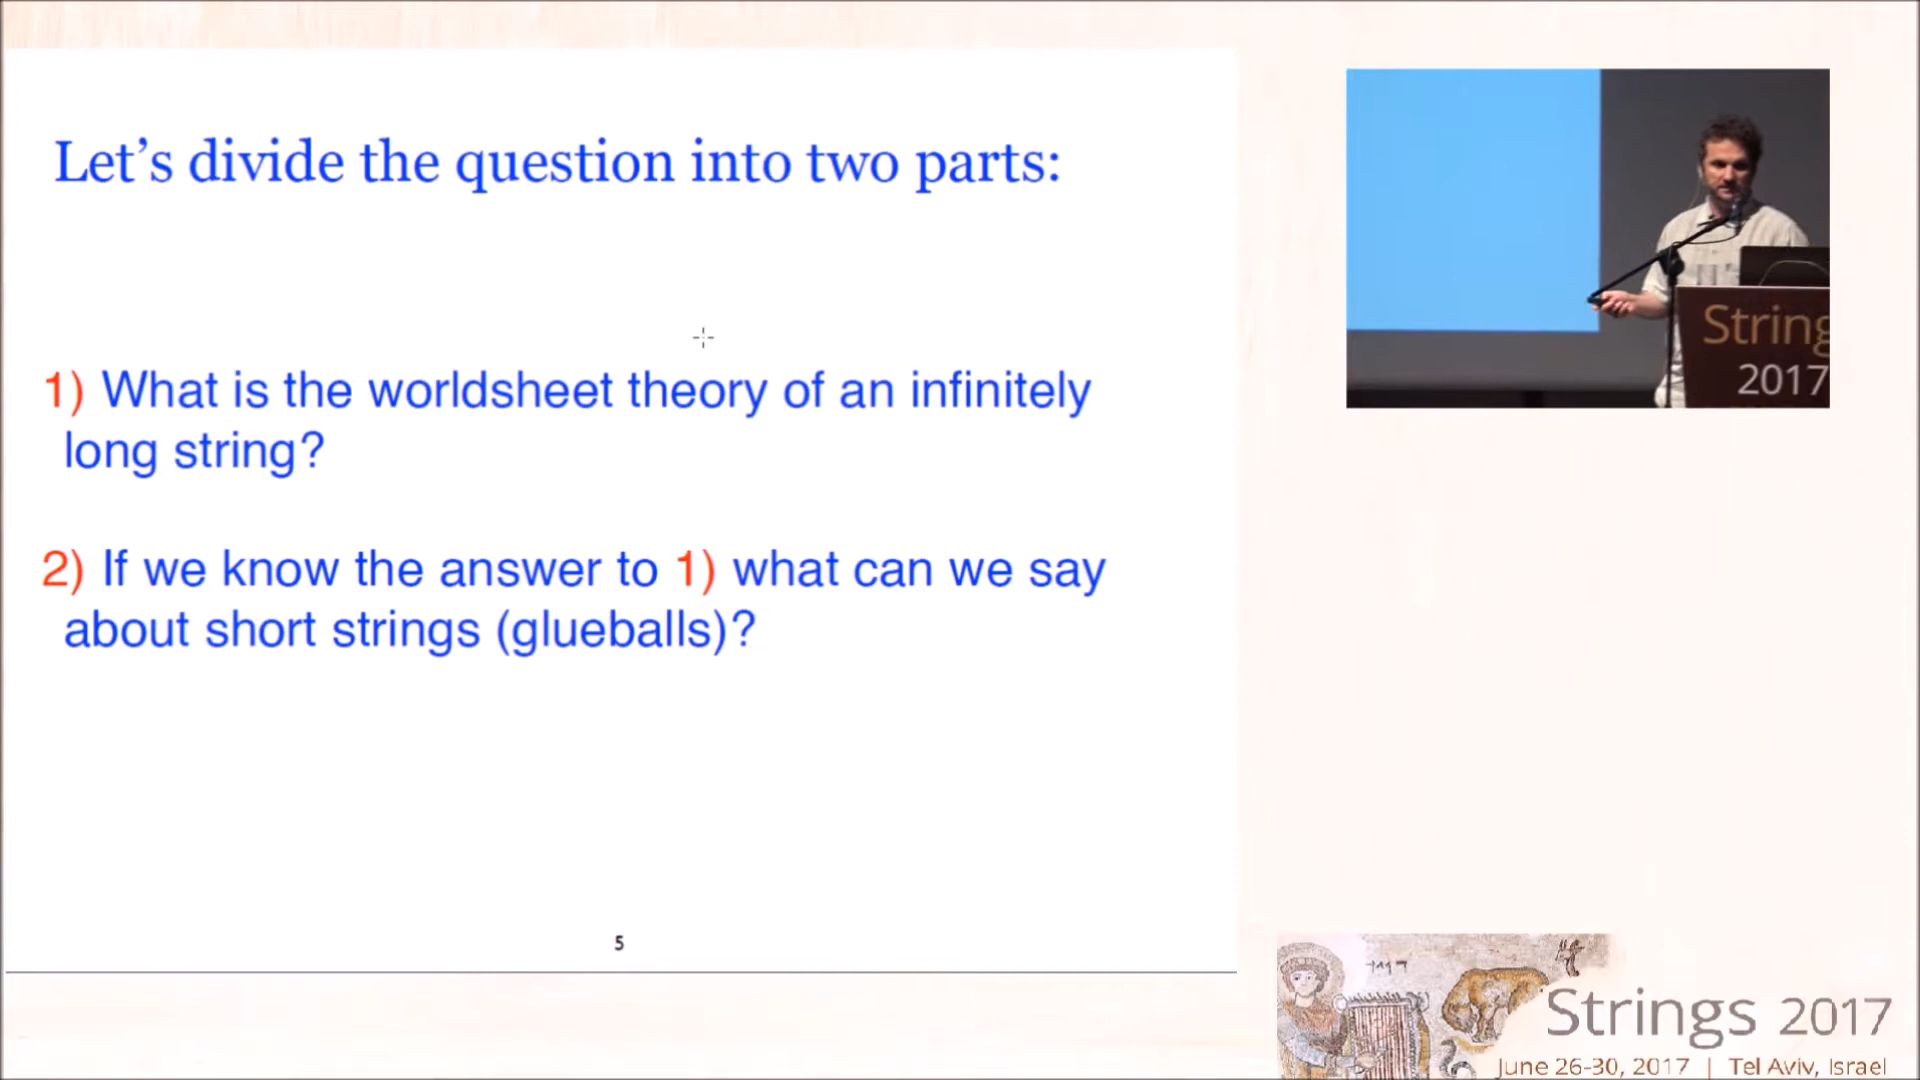 Let's divide the question into two parts:
1) What is the worldsheet theory of an infinitely
long string?
2) If we know the answer to 1) what can we say
about short strings (glueballs)?
5
String
2017
דויד
Strings 2017
June 26-30, 2017 | Tel Aviv, Israel